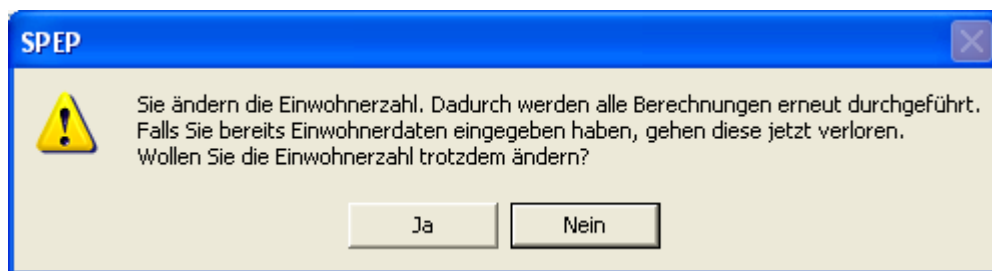 SPEP
Sie ändern die Einwohnerzahl. Dadurch werden alle Berechnungen erneut durchgeführt.
Falls Sie bereits Einwohnerdaten eingegeben haben, gehen diese jetzt verloren.
Wollen Sie die Einwohnerzahl trotzdem ändern?
Ja
Nein